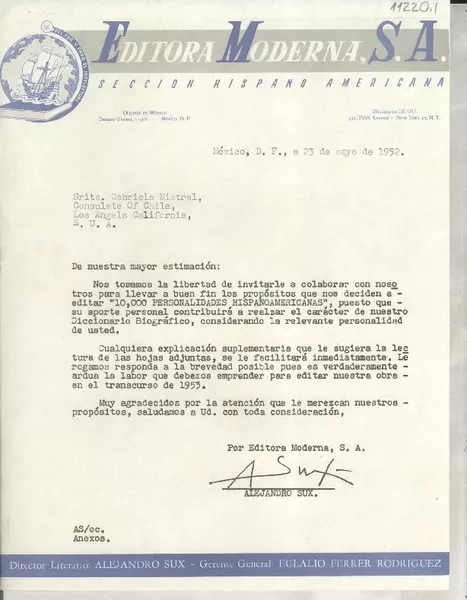 11220.1
EDITORA MODERNA, S. A.
SECCION HISPANO AMERICANA
OFICINAS EN MÉXICO
MÉXICO, D. F.
NEW YORK
México, D. F., a 23 de mayo de 1952.
Srita. Gabriela Mistral,
Consulate Of Chile,
Los Angels California,
E. U. A.
De nuestra mayor estimación:
Nos tomamos la libertad de invitarle a colaborar con noso
tros para llevar a buen fin los propósitos que nos deciden a -
editar "10,000 PERSONALIDADES HISPANOAMERICANAS", puesto que -
su aporte personal contribuirá a realzar el carácter de nuestro
Diccionario Biográfico, considerando la relevante personalidad
de usted.
Cualquiera explicación suplementaria que le sugiera la lec
tura de las hojas adjuntas, se le facilitará inmediatamente. Le
rogamos responda a la brevedad posible pues es verdaderamente -
ardua la labor que debemos emprender para editar nuestra obra -
en el transcurso de 1953.
Muy agradecidos por la atención que le merezcan nuestros -
propósitos, saludamos a Ud. con toda consideración,
Por Editora Moderna, S. A.
A Sux
ALEJANDRO SUX.
AS/oc.
Anexos.
Director Literario: ALEJANDRO SUX - Gerente General: EULALIO FERRER RODRIGUEZ